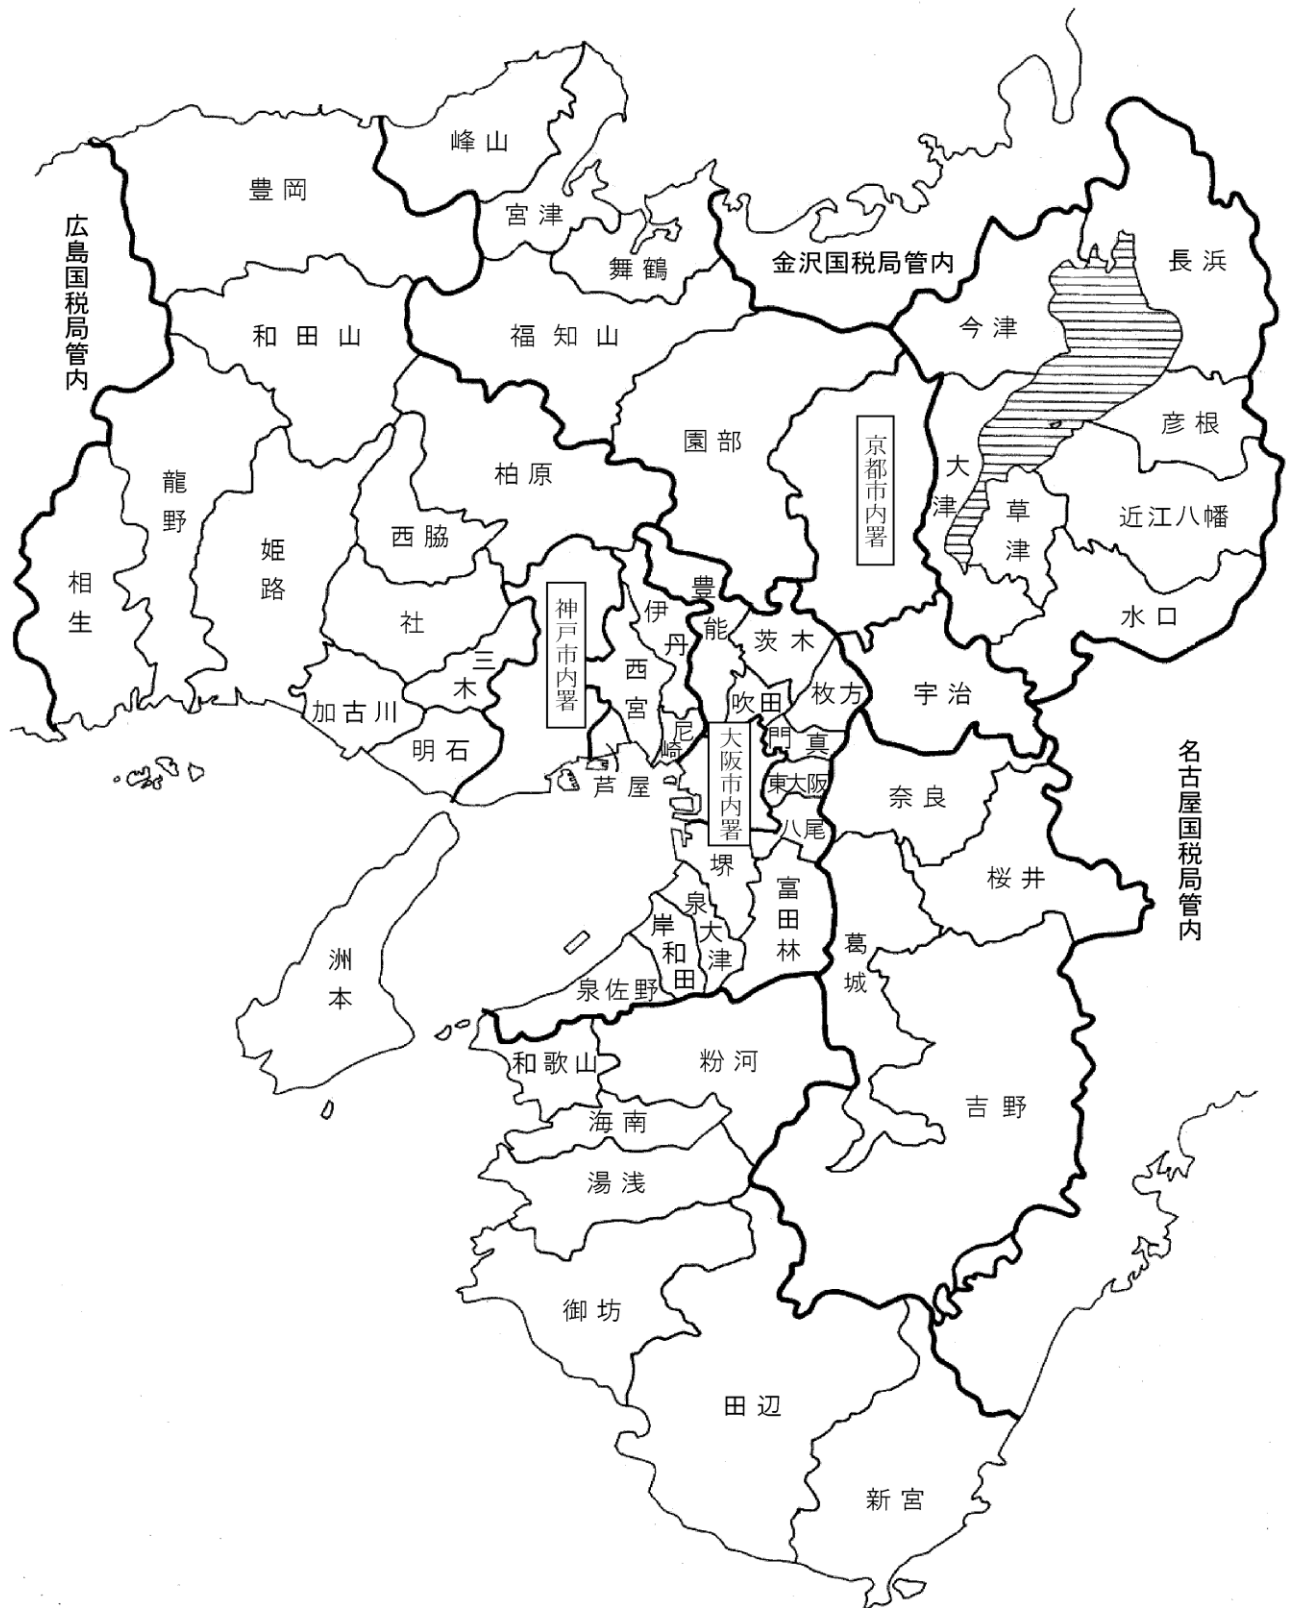 峰山
豊岡
宮津
舞鶴
広島国税局管内
金沢国税局管内
長浜
和田山
福知山
今津
園部
京都市内署
彦根
柏原
龍野
大津
草津
近江八幡
西脇
姫路
相生
神戸市内署
豊能
伊丹
社
茨木
水口
三木
西宮
吹田
枚方
宇治
加古川
明石
尼崎
大阪市内署
門真
芦屋
東大阪
奈良
名古屋国税局管内
八尾
堺
桜井
富田林
泉大津
岸和田
葛城
洲本
泉佐野
和歌山
粉河
海南
吉野
湯浅
御坊
田辺
新宮